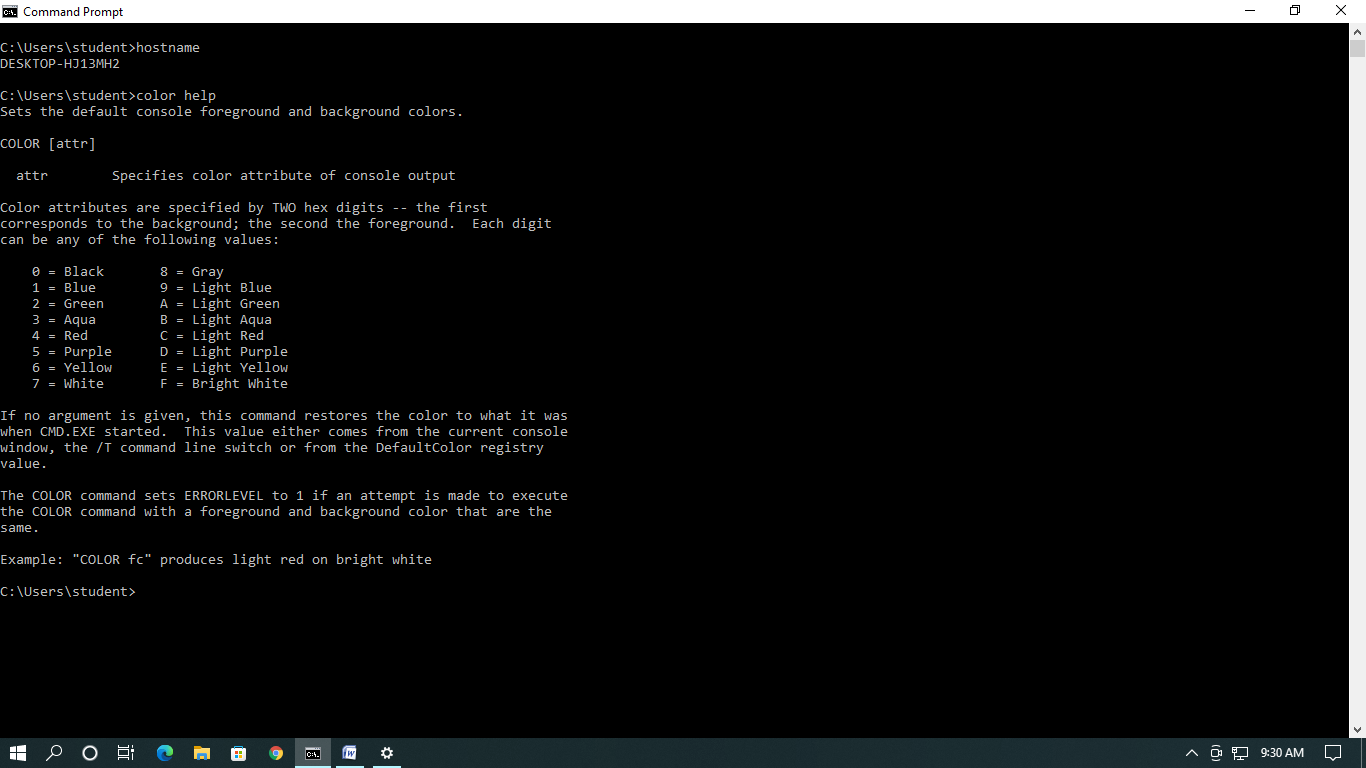 Command Prompt
C:\Users\student>hostname
DESKTOP-HJ13MH2
C:\Users\student>color help
Sets the default console foreground and background colors.
COLOR [attr]
  attr        Specifies color attribute of console output
Color attributes are specified by TWO hex digits -- the first
corresponds to the background; the second the foreground.  Each digit
can be any of the following values:
    0 = Black       8 = Gray
    1 = Blue        9 = Light Blue
    2 = Green       A = Light Green
    3 = Aqua        B = Light Aqua
    4 = Red         C = Light Red
    5 = Purple      D = Light Purple
    6 = Yellow      E = Light Yellow
    7 = White       F = Bright White
If no argument is given, this command restores the color to what it was
when CMD.EXE started.  This value either comes from the current console
window, the /T command line switch or from the DefaultColor registry
value.
The COLOR command sets ERRORLEVEL to 1 if an attempt is made to execute
the COLOR command with a foreground and background color that are the
same.
Example: "COLOR fc" produces light red on bright white
C:\Users\student>
9:30 AM